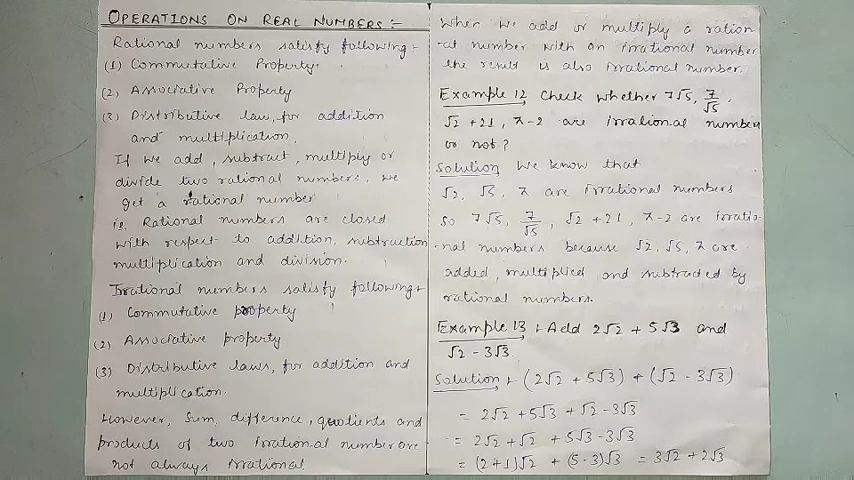 OPERATIONS ON REAL NUMBERS :-
Rational numbers satisfy following :-
(1) Commutative Property.
(2) Associative Property
(3) Distributive law, for addition
and multiplication.
If we add, subtract, multiply or
divide two rational numbers, we
get a rational number
ie. Rational numbers are closed
with respect to addition, subtraction
multiplication and division.
Irrational numbers satisfy following :-
(1) Commutative property
(2) Associative property
(3) Distributive laws, for addition and
multiplication.
However, Sum, difference, quotients and
products of two irrational number are
not always irrational
When we add or multiply a ration
-al number with an irrational number
the result is also irrational number.
Example 12 Check whether 7√5, 7/√5,
√2 + 21, π-2 are irrational numbers
or not?
Solution We know that
√2, √5, π are irrational numbers
So 7√5, 7/√5, √2 + 21, π-2 are irratio-
nal numbers because √2, √5, π are
added, multiplied and subtracted by
rational numbers.
Example 13 :- Add 2√2 + 5√3 and
√2 - 3√3.
Solution :- (2√2 + 5√3) + (√2 - 3√3)
= 2√2 + 5√3 + √2 - 3√3
= 2√2 + √2 + 5√3 - 3√3
= (2+1)√2 + (5-3)√3 = 3√2 + 2√3